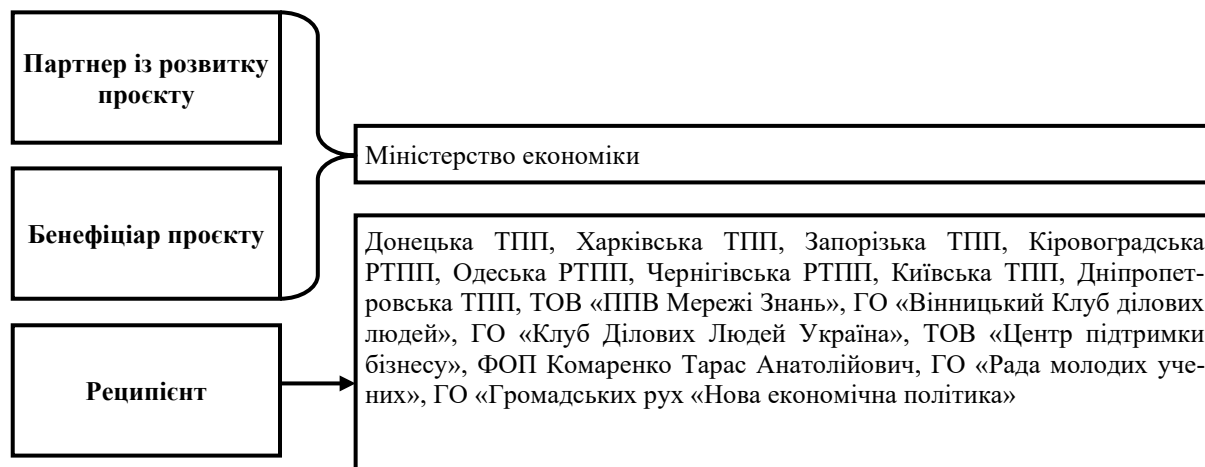 Партнер із розвитку
проєкту
Міністерство економіки
Бенефіціар проєкту
Донецька ТПП, Харківська ТПП, Запорізька ТПП, Кіровоградська
РТПП, Одеська РТПП, Чернігівська РТПП, Київська ТПП, Дніпропет-
ровська ТПП, ТОВ «ППВ Мережі Знань», ГО «Вінницький Клуб ділових
людей», ГО «Клуб Ділових Людей Україна», ТОВ «Центр підтримки
бізнесу», ФОП Комаренко Тарас Анатолійович, ГО «Рада молодих уче-
них», ГО «Громадських рух «Нова економічна політика»
Реципієнт